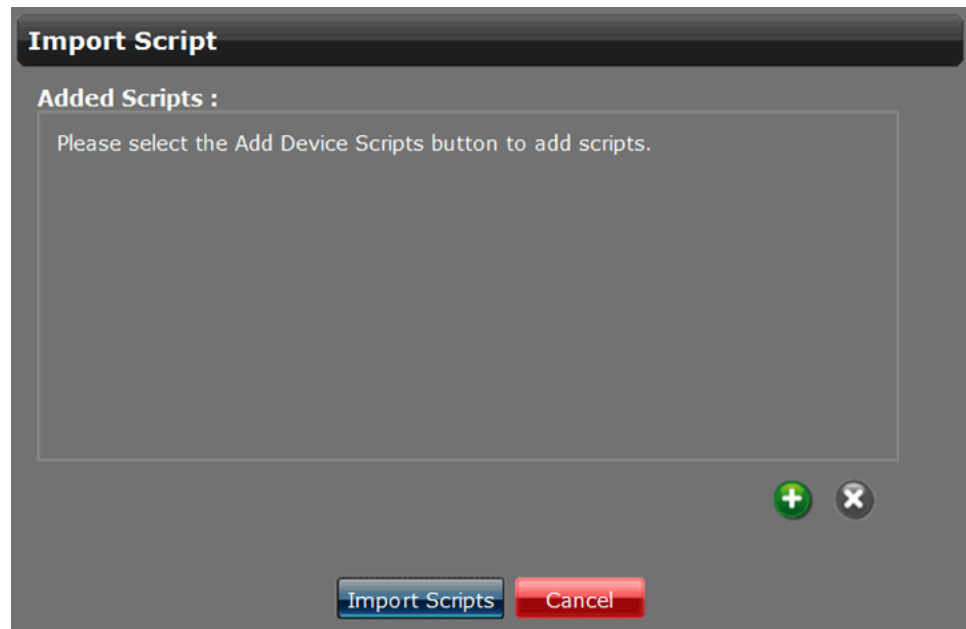 Import Script
Added Scripts :
Please select the Add Device Scripts button to add scripts.
Import Scripts
Cancel